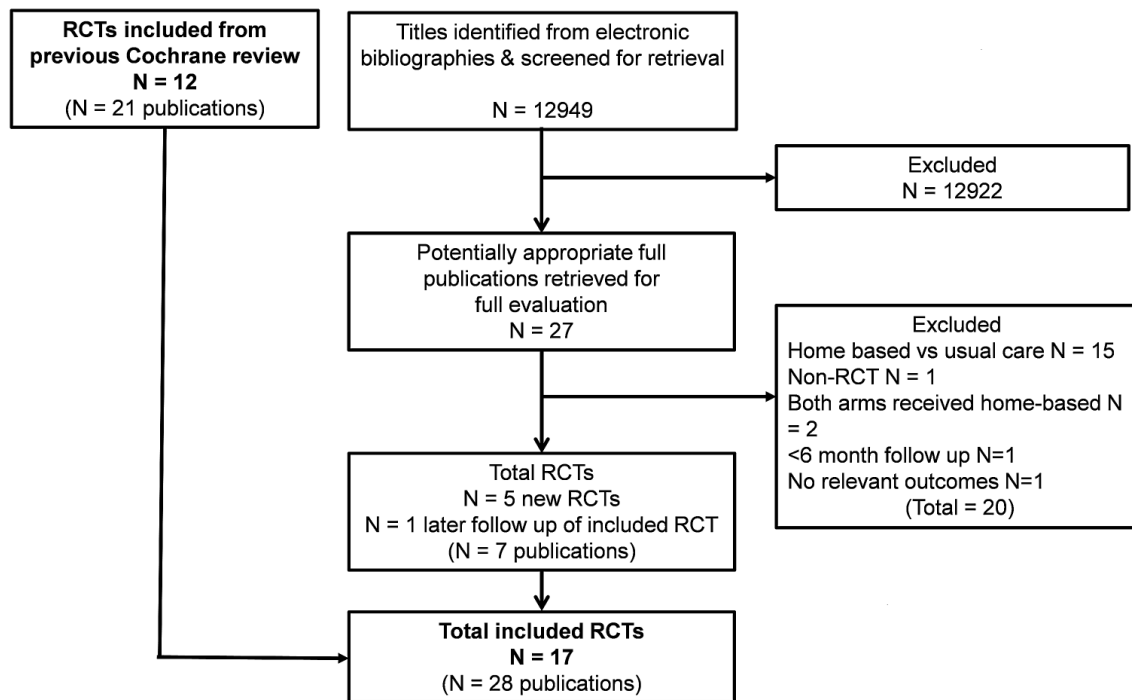 RCTs included from
previous Cochrane review
N = 12
(N = 21 publications)
Titles identified from electronic
bibliographies & screened for retrieval
N = 12949
Excluded
N = 12922
Potentially appropriate full
publications retrieved for
full evaluation
N = 27
Excluded
Home based vs usual care N = 15
Non-RCT N = 1
Both arms received home-based N
= 2
<6 month follow up N=1
No relevant outcomes N=1
(Total = 20)
Total RCTs
N = 5 new RCTs
N = 1 later follow up of included RCT
(N = 7 publications)
Total included RCTs
N = 17
(N = 28 publications)